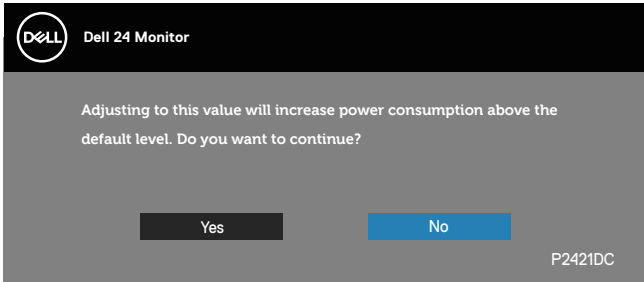 DELL
Dell 24 Monitor
Adjusting to this value will increase power consumption above the
default level. Do you want to continue?
Yes
No
P2421DC